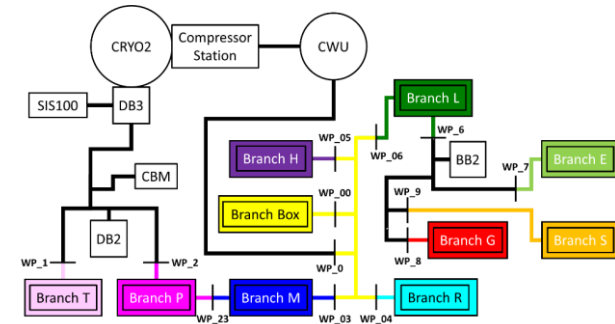 CRYO2
Compressor
Station
CWU
SIS100
DB3
Branch L
WP_05
WP_06
WP_6
Branch H
BB2
WP_7
Branch E
CBM
WP_00
WP_9
Branch Box
DB2
Branch G
Branch S
WP_1
WP_2
WP_0
WP_8
Branch T
Branch P
Branch M
Branch R
WP_23
WP_03
WP_04